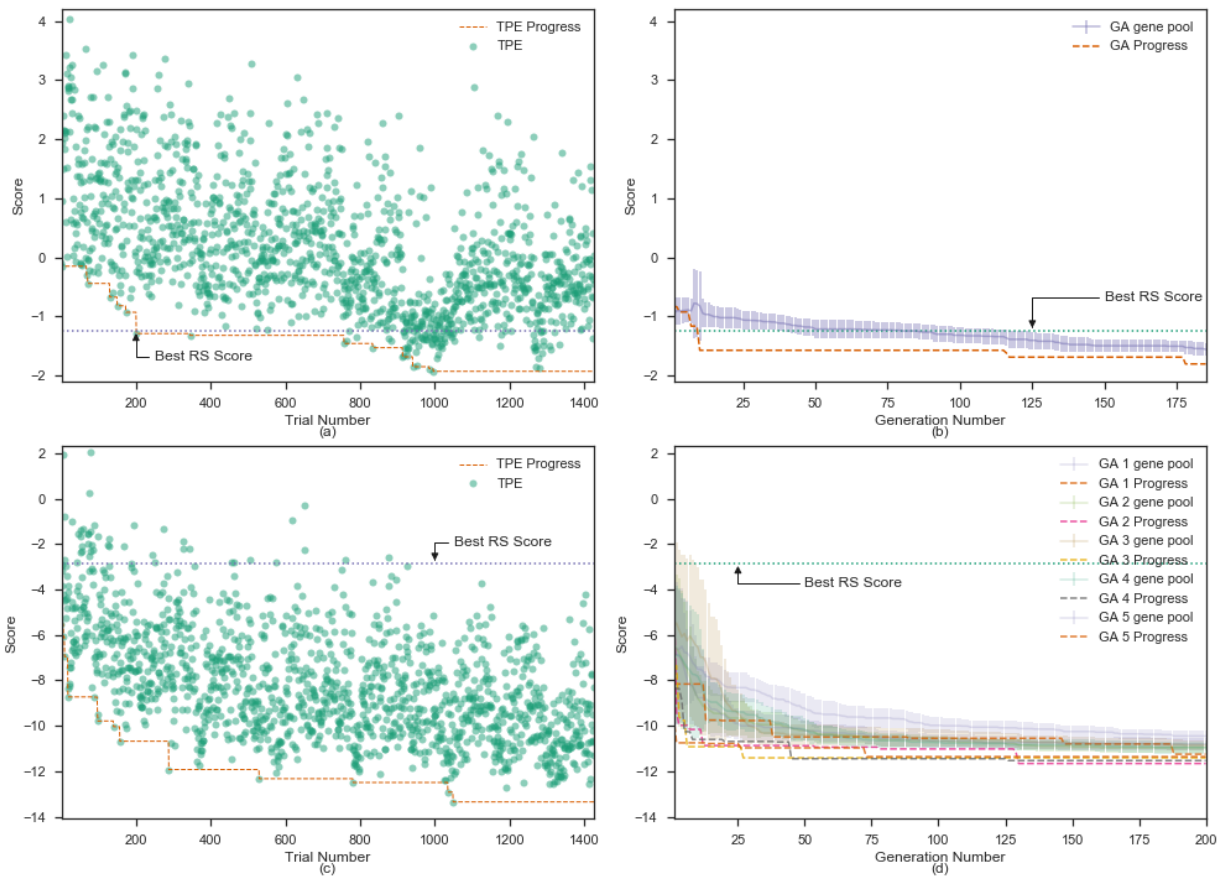 4
3
2
1
0
−1
−2
Score
TPE Progress
TPE
Best RS Score
200
400
600
800
1000
1200
1400
Trial Number
(a)
4
3
2
1
0
−1
−2
Score
GA gene pool
GA Progress
Best RS Score
25
50
75
100
125
150
175
Generation Number
(b)
2
0
−2
−4
−6
−8
−10
−12
−14
Score
TPE Progress
TPE
Best RS Score
200
400
600
800
1000
1200
1400
Trial Number
(c)
2
0
−2
−4
−6
−8
−10
−12
−14
Score
GA 1 gene pool
GA 1 Progress
GA 2 gene pool
GA 2 Progress
GA 3 gene pool
GA 3 Progress
GA 4 gene pool
GA 4 Progress
GA 5 gene pool
GA 5 Progress
Best RS Score
25
50
75
100
125
150
175
200
Generation Number
(d)